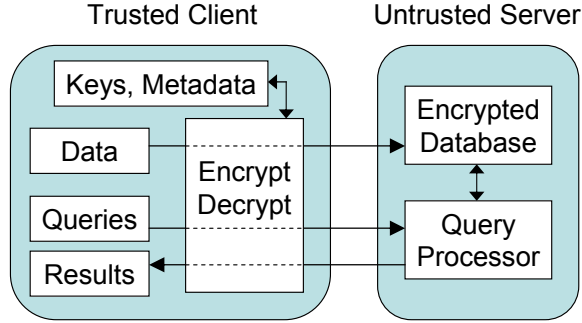 Trusted Client
Untrusted Server
Keys, Metadata
Data
Queries
Results
Encrypt
Decrypt
Encrypted
Database
Query
Processor